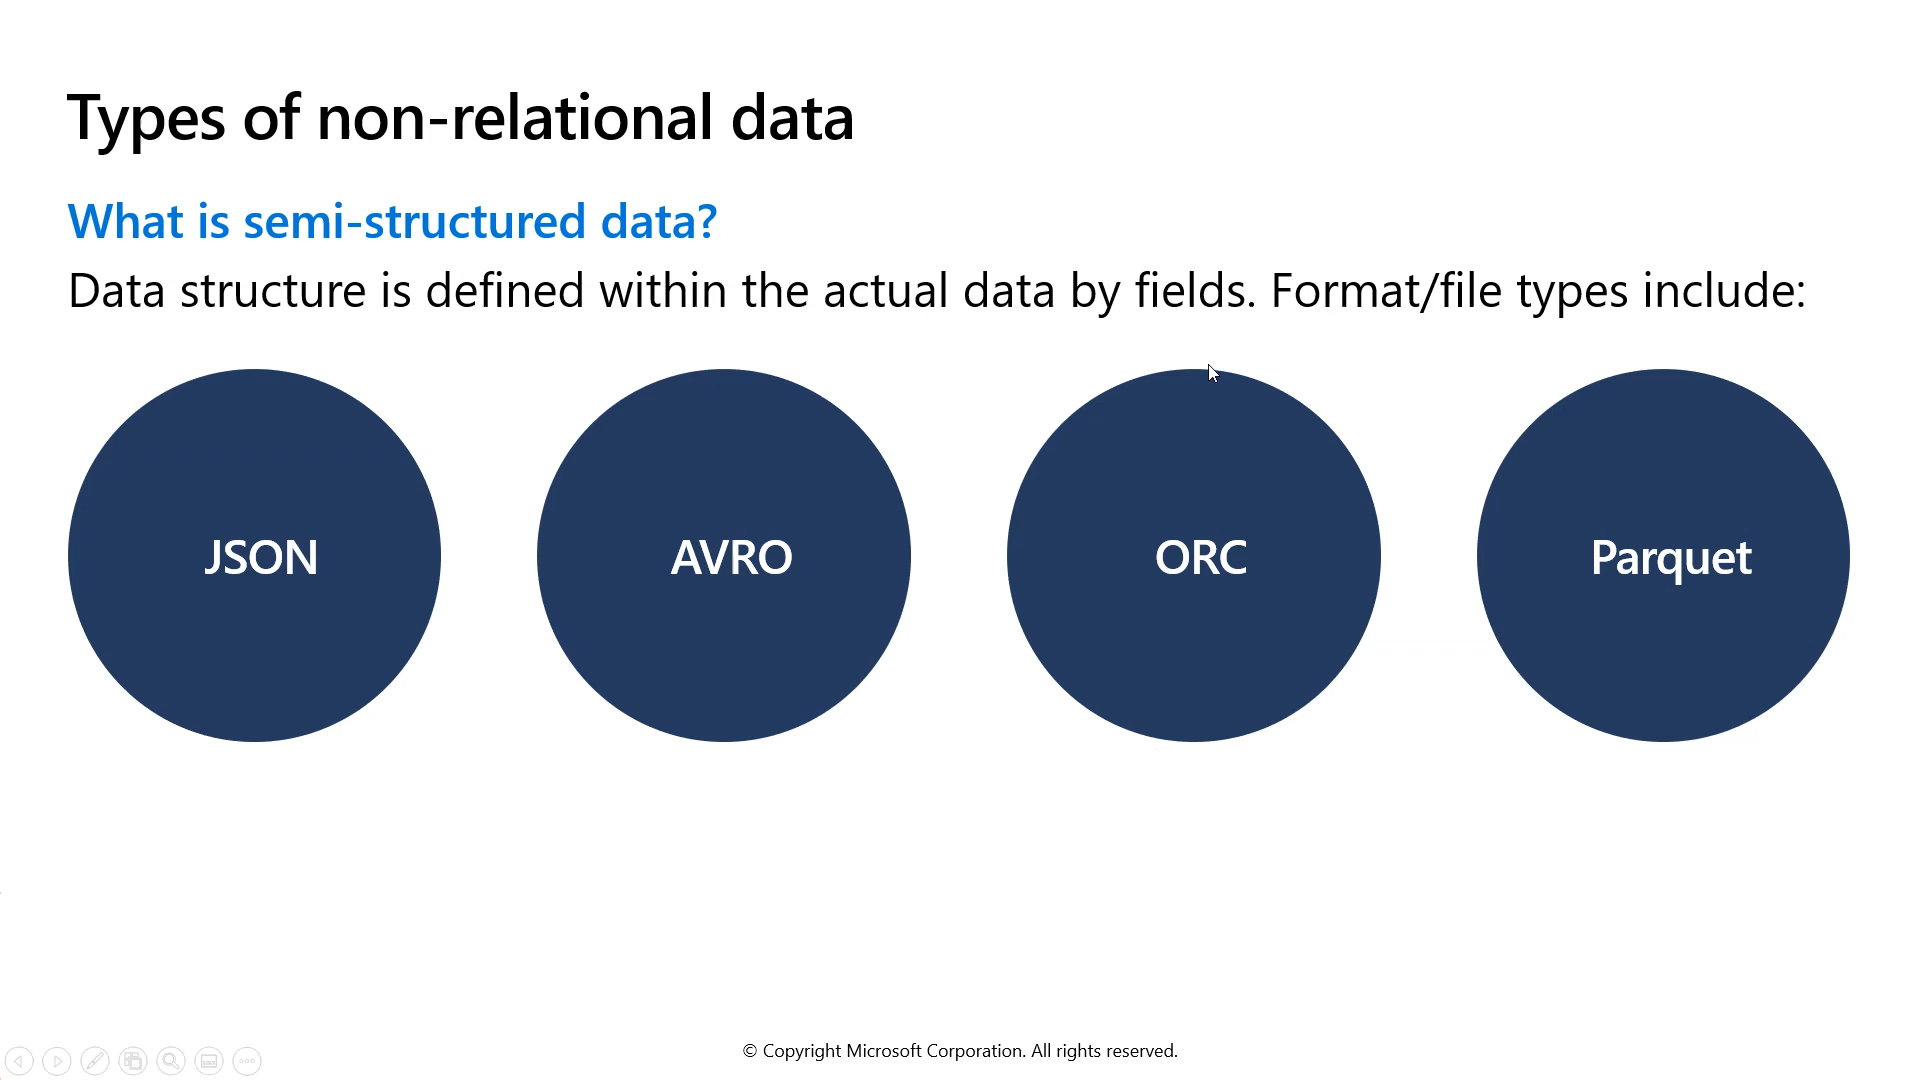 Types of non-relational data
What is semi-structured data?
Data structure is defined within the actual data by fields. Format/file types include:
JSON
AVRO
ORC
Parquet
© Copyright Microsoft Corporation. All rights reserved.